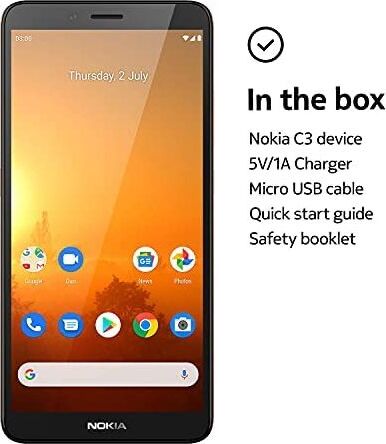 03:00
Thursday, 2 July
Google
Duo
News
Photos
NOKIA
In the box
Nokia C3 device
5V/1A Charger
Micro USB cable
Quick start guide
Safety booklet